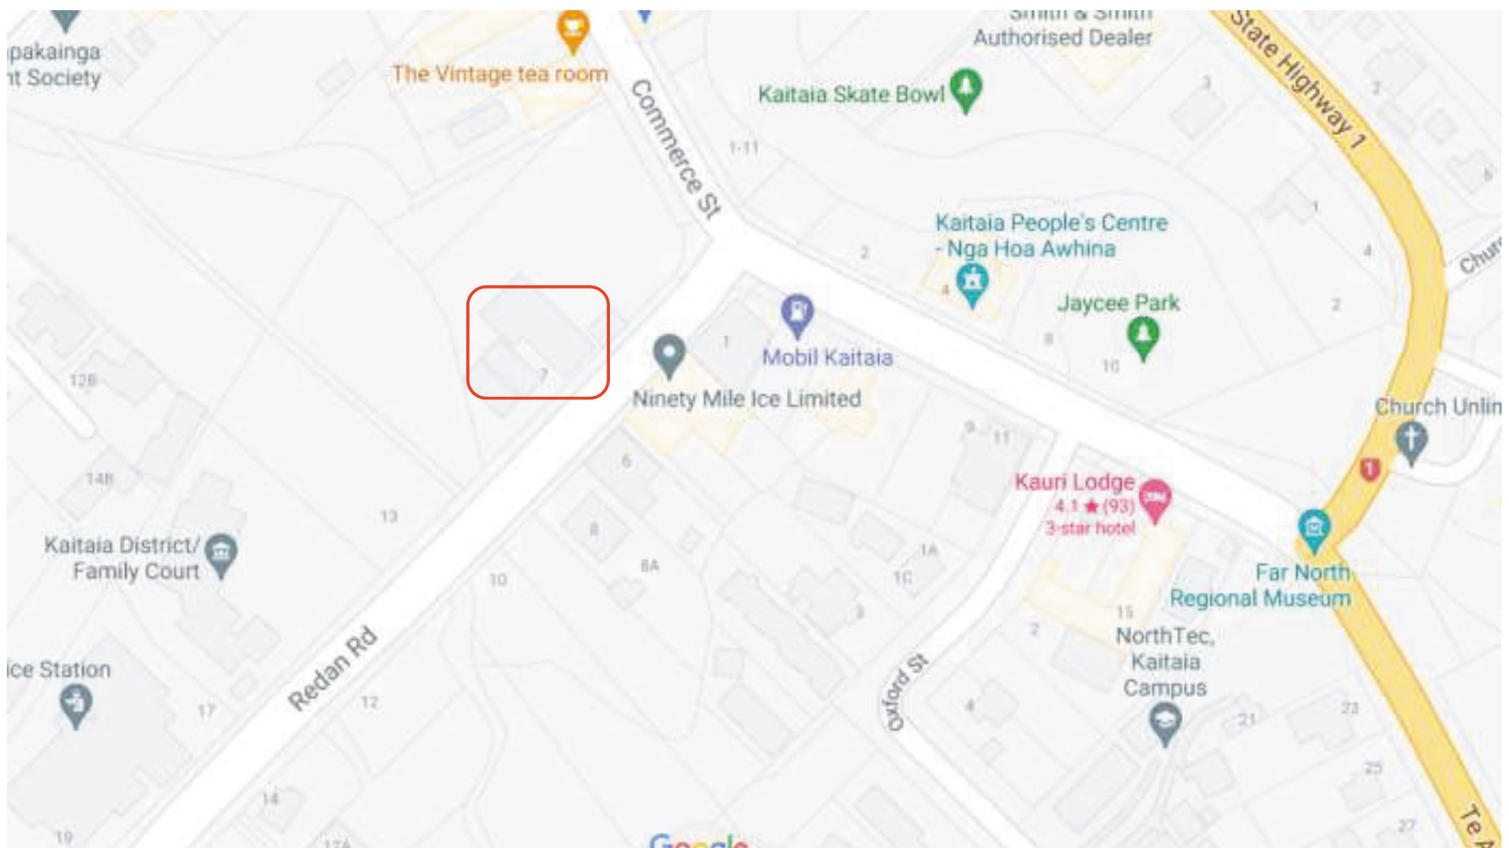 pakainga
nt Society
The Vintage tea room
Commerce St
Smith & Smith
Authorised Dealer
Kaitaia Skate Bowl
State Highway 1
3
2
6
1-11
1
4
2
Kaitaia People's Centre
- Nga Hoa Awhina
4
2
Jaycee Park
8
10
Mobil Kaitaia
1
Ninety Mile Ice Limited
7
12B
14B
13
6
8
8A
10
9
11
Kauri Lodge
4.1 ★ (93)
3-star hotel
Church Unlin
1
Far North
Regional Museum
Kaitaia District/
Family Court
1A
1C
3
15
2
NorthTec,
Kaitaia
Campus
Oxford St
4
21
23
25
27
ice Station
Redan Rd
17
12
14
19
12A
Google
Te A